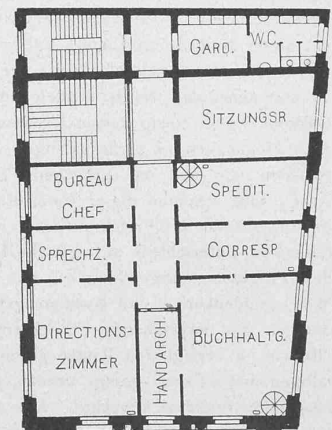 GARD.
W.C.
SITZUNGSR
BUREAU
CHEF
SPEDIT.
SPRECHZ.
CORRESP
DIRECTIONS-
ZIMMER
HANDARCH.
BUCHHALTG.